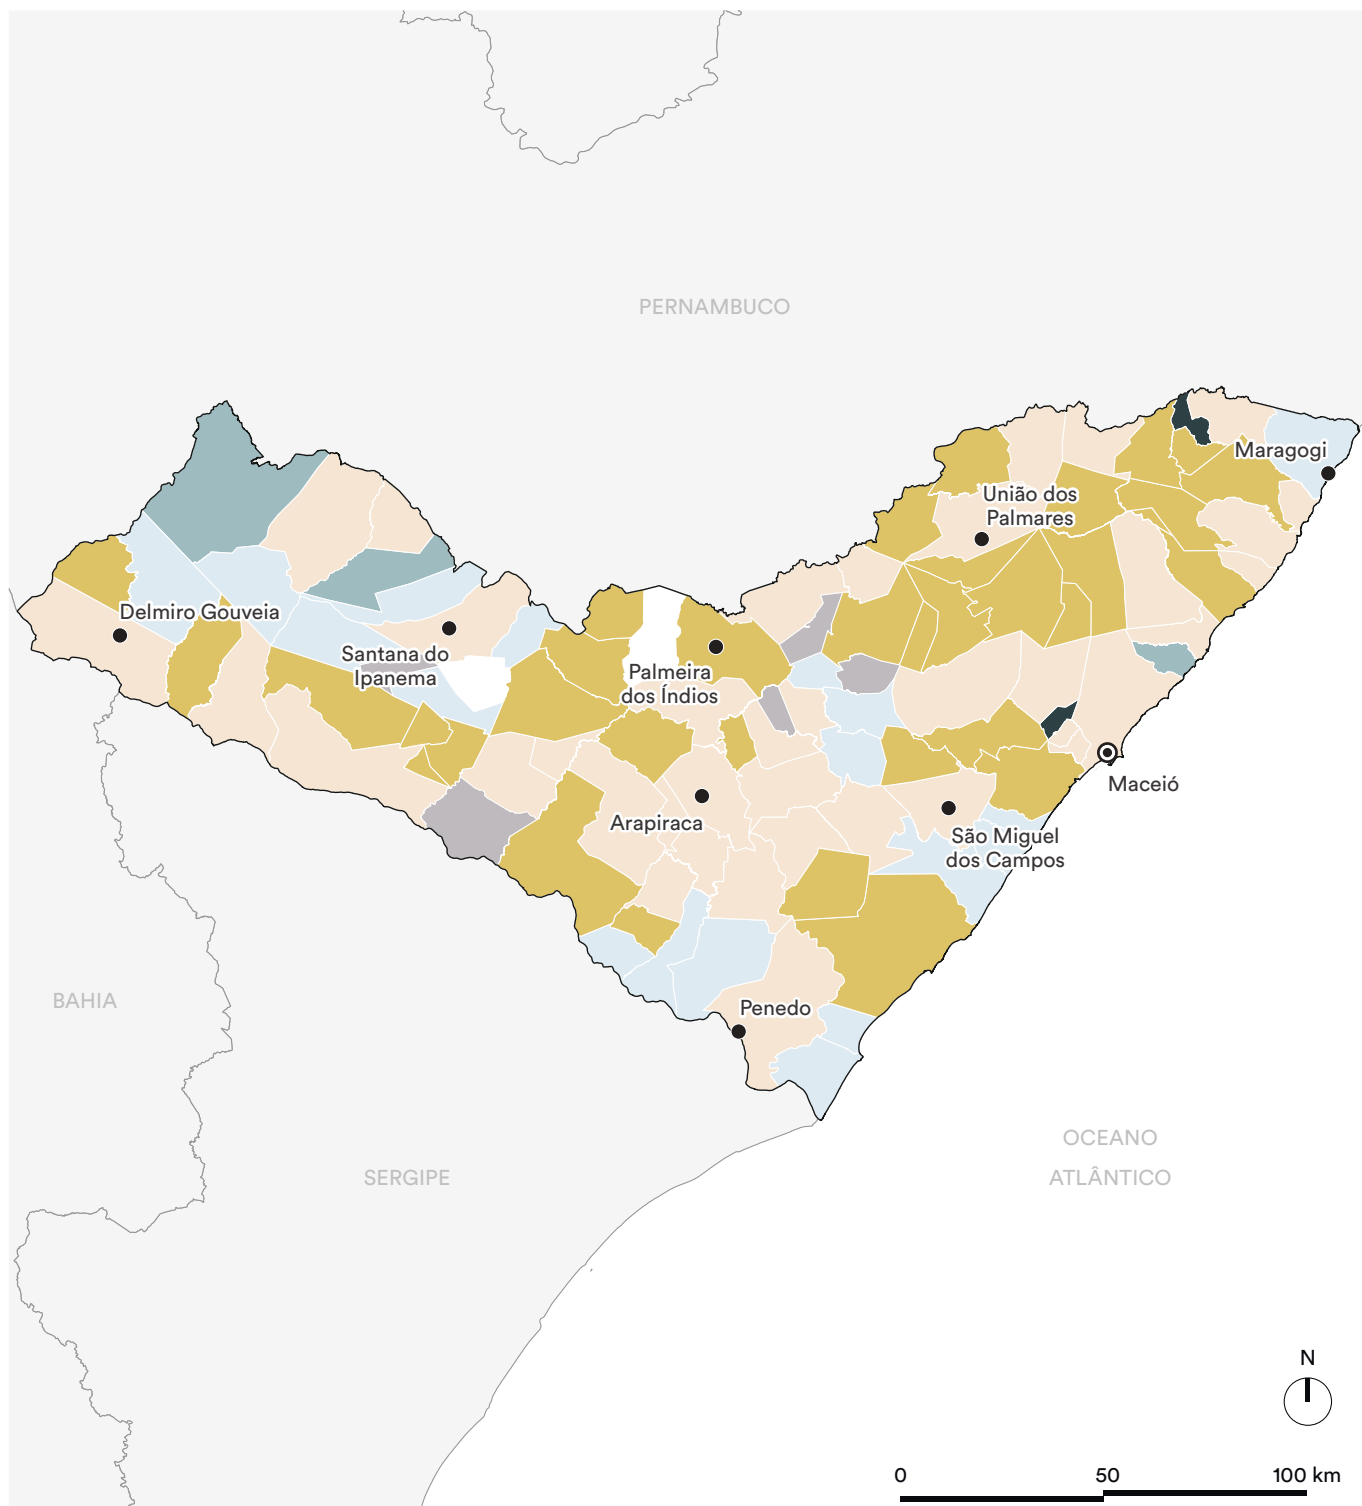 PERNAMBUCO
Maragogi
União dos
Palmares
Delmiro Gouveia
Santana do
Ipanema
Palmeira
dos Índios
Maceió
Arapiraca
São Miguel
dos Campos
BAHIA
Penedo
OCEANO
ATLÂNTICO
SERGIPE
N
0 50 100 km